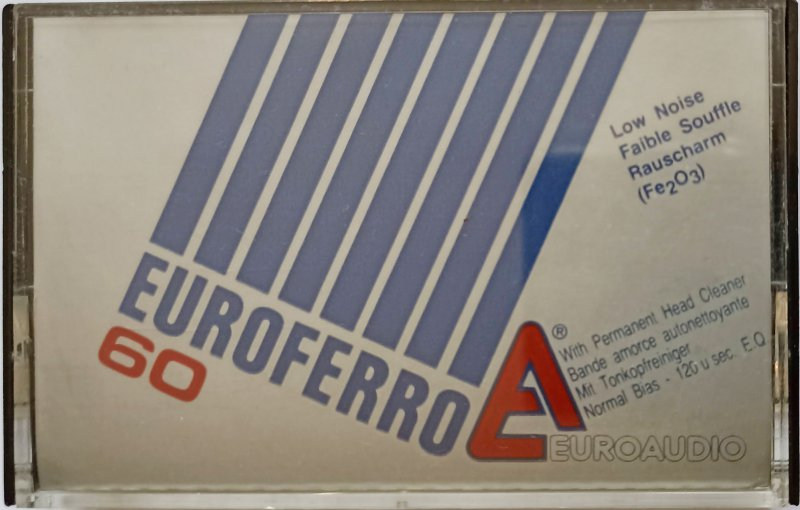 Low Noise
Faible Souffle
Rauscharm
(Fe2O3)
EUROFERRO
60
With Permanent Head Cleaner
Bande amorce autonettoyante
Mit Tonkopfreiniger
Normal Bias - 120 u sec. E.Q.
EA®
EUROAUDIO